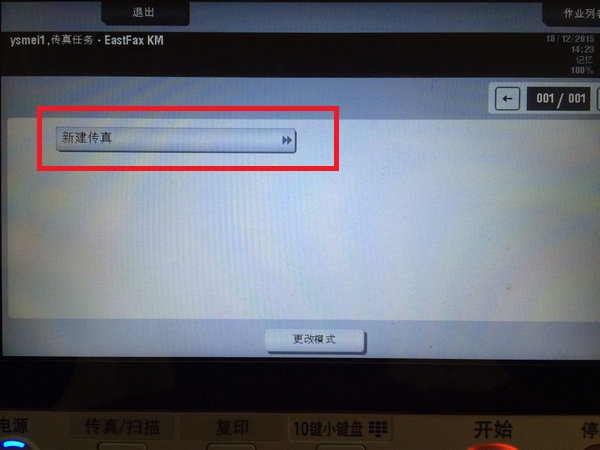 退出
作业列表
ysmei1,传真任务 - EastFax KM
18/12/2015
14:23
记忆
100%
001 / 001
新建传真
更改模式
电源
传真/扫描
复印
10键小键盘
开始
停